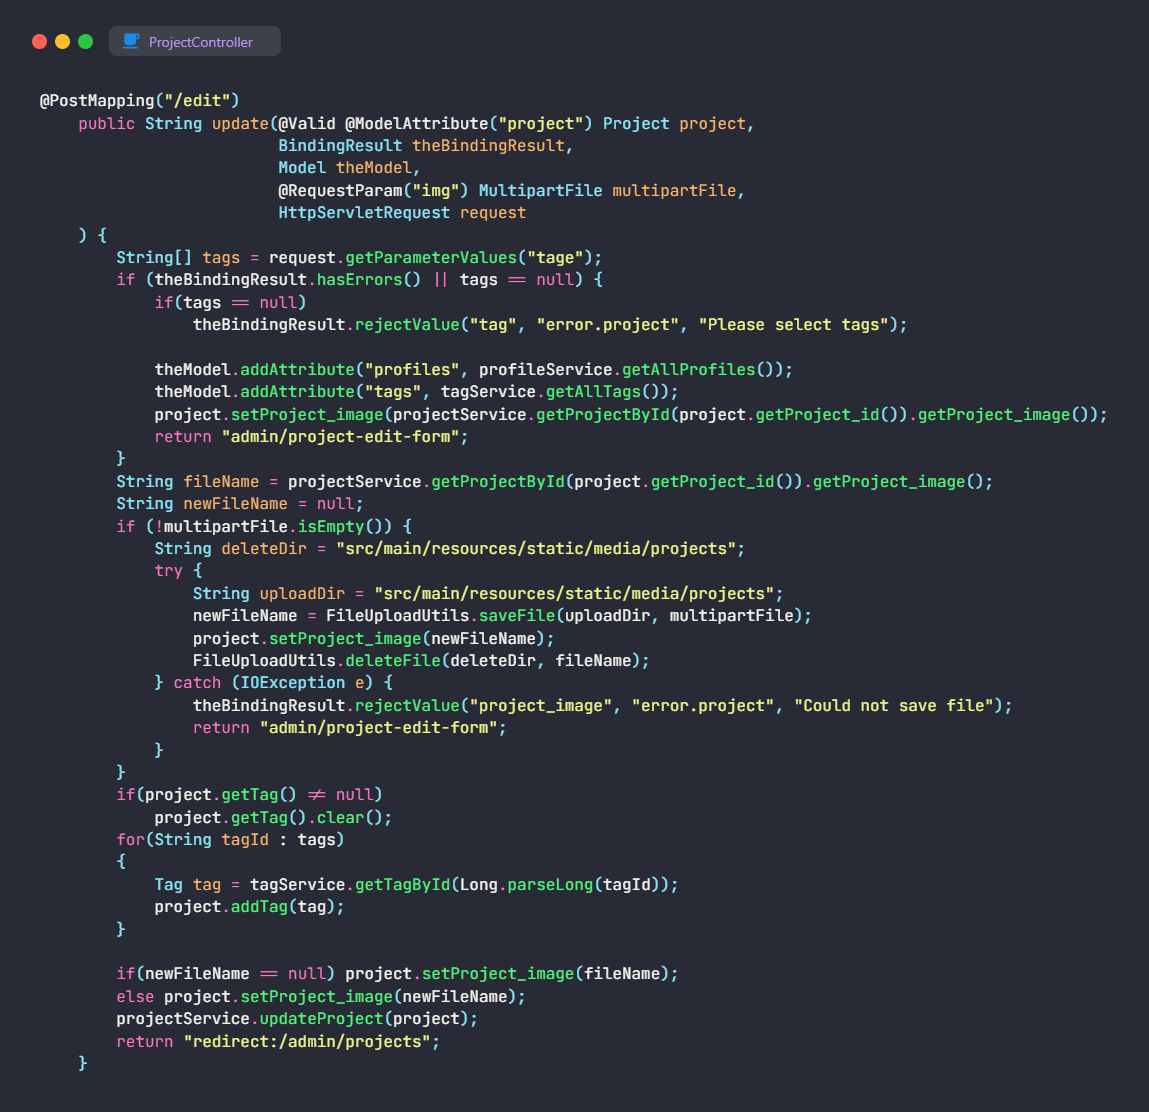 ProjectController
@PostMapping("/edit")
    public String update(@Valid @ModelAttribute("project") Project project,
                         BindingResult theBindingResult,
                         Model theModel,
                         @RequestParam("img") MultipartFile multipartFile,
                         HttpServletRequest request
    ) {
        String[] tags = request.getParameterValues("tage");
        if (theBindingResult.hasErrors() || tags == null) {
            if(tags == null)
                theBindingResult.rejectValue("tag", "error.project", "Please select tags");

            theModel.addAttribute("profiles", profileService.getAllProfiles());
            theModel.addAttribute("tags", tagService.getAllTags());
            project.setProject_image(projectService.getProjectById(project.getProject_id()).getProject_image());
            return "admin/project-edit-form";
        }
        String fileName = projectService.getProjectById(project.getProject_id()).getProject_image();
        String newFileName = null;
        if (!multipartFile.isEmpty()) {
            String deleteDir = "src/main/resources/static/media/projects";
            try {
                String uploadDir = "src/main/resources/static/media/projects";
                newFileName = FileUploadUtils.saveFile(uploadDir, multipartFile);
                project.setProject_image(newFileName);
                FileUploadUtils.deleteFile(deleteDir, fileName);
            } catch (IOException e) {
                theBindingResult.rejectValue("project_image", "error.project", "Could not save file");
                return "admin/project-edit-form";
            }
        }
        if(project.getTag() != null)
            project.getTag().clear();
        for(String tagId : tags)
        {
            Tag tag = tagService.getTagById(Long.parseLong(tagId));
            project.addTag(tag);
        }

        if(newFileName == null) project.setProject_image(fileName);
        else project.setProject_image(newFileName);
        projectService.updateProject(project);
        return "redirect:/admin/projects";
    }